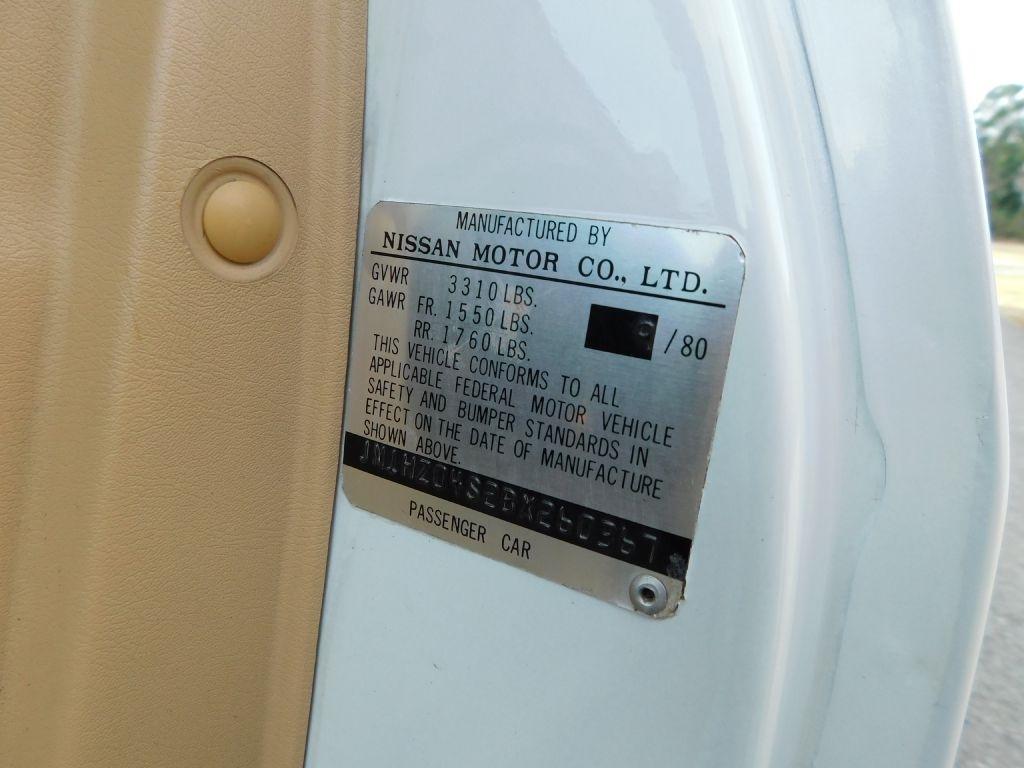 MANUFACTURED BY
NISSAN MOTOR CO., LTD.
GVWR 3310 LBS.
GAWR FR. 1550 LBS.
RR. 1760 LBS.
/80
THIS VEHICLE CONFORMS TO ALL
APPLICABLE FEDERAL MOTOR VEHICLE
SAFETY AND BUMPER STANDARDS IN
EFFECT ON THE DATE OF MANUFACTURE
SHOWN ABOVE.
PASSENGER CAR